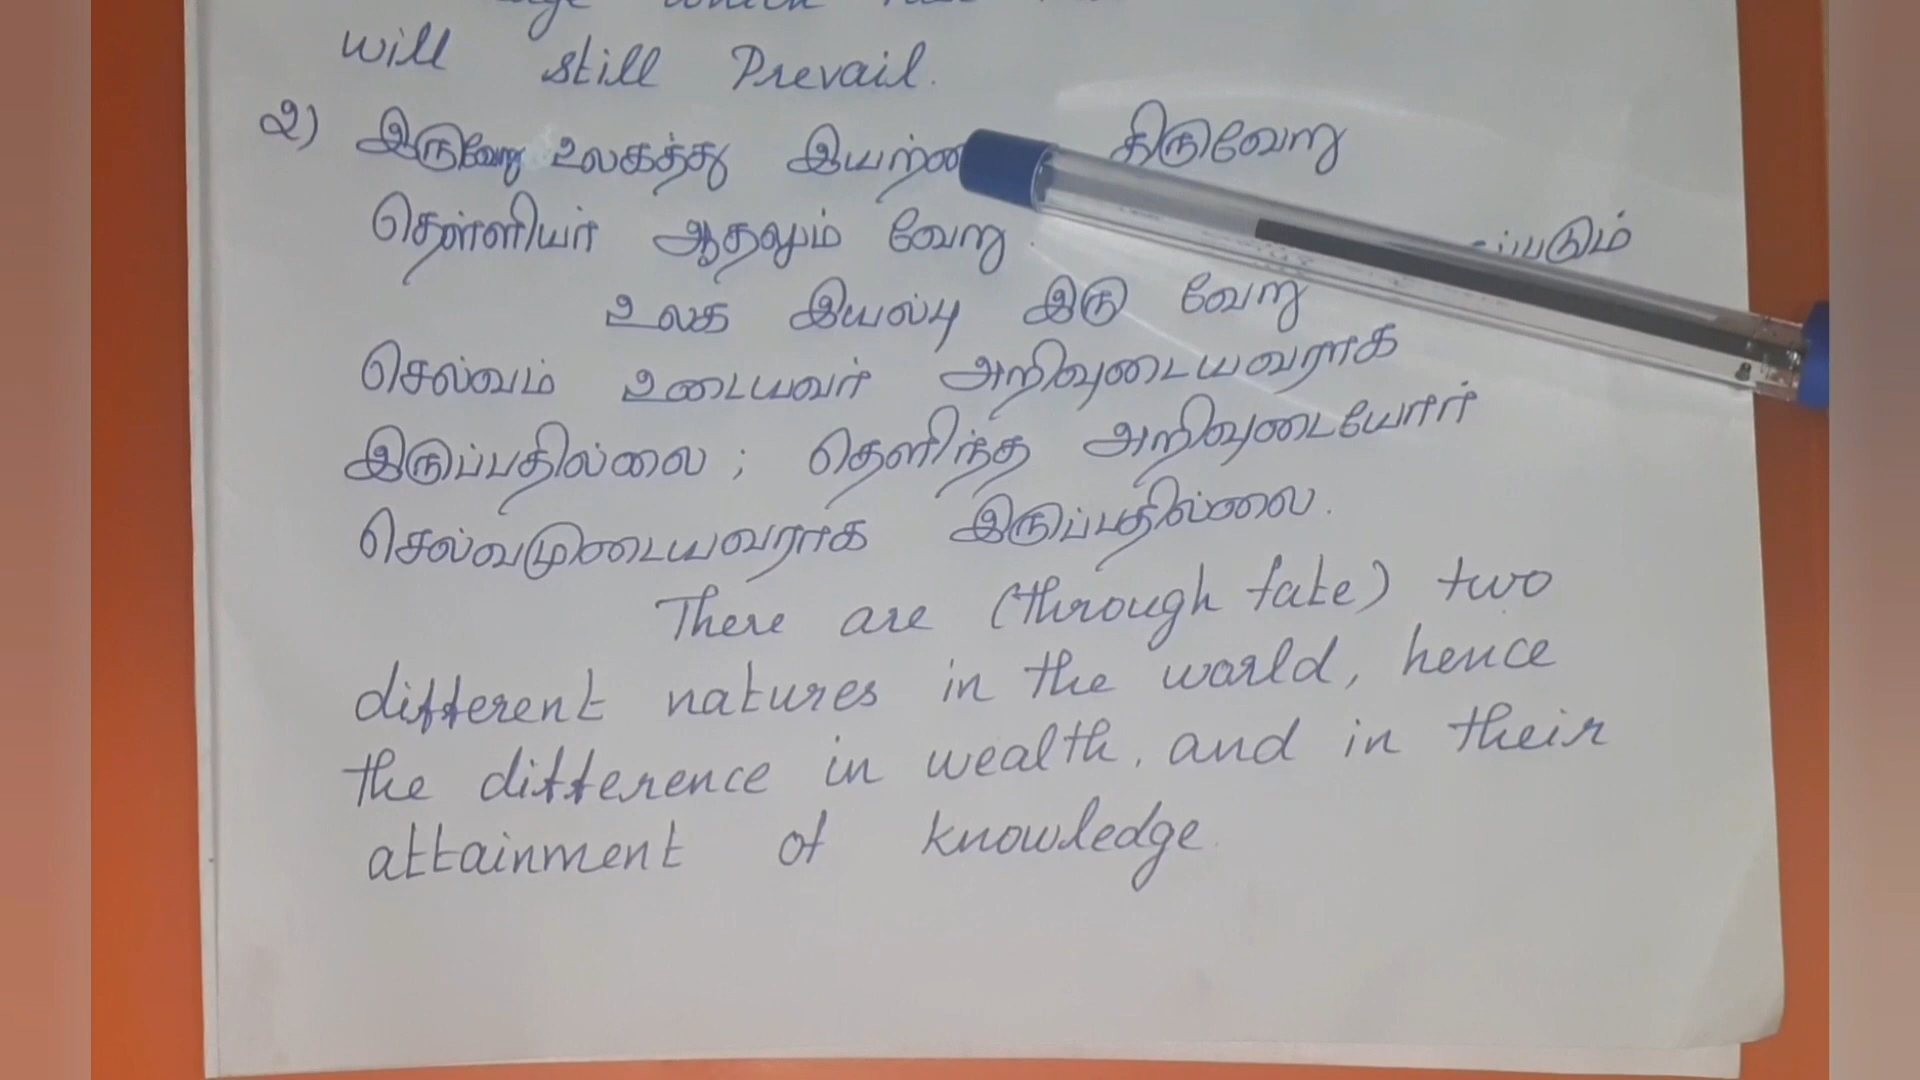 will still Prevail.
2) இருவேறு உலகத்து திருவேறு
தெள்ளியர் ஆதலும் வேறு
உலக இயல்பு இரு வேறு
செல்வம் உடையவர் அறிவுடையவராக
இருப்பதில்லை ; தெளிந்த அறிவுடையோர்
செல்வமுடையவராக இருப்பதில்லை.
There are (through fate) two
different natures in the world, hence
the difference in wealth, and in their
attainment of knowledge.